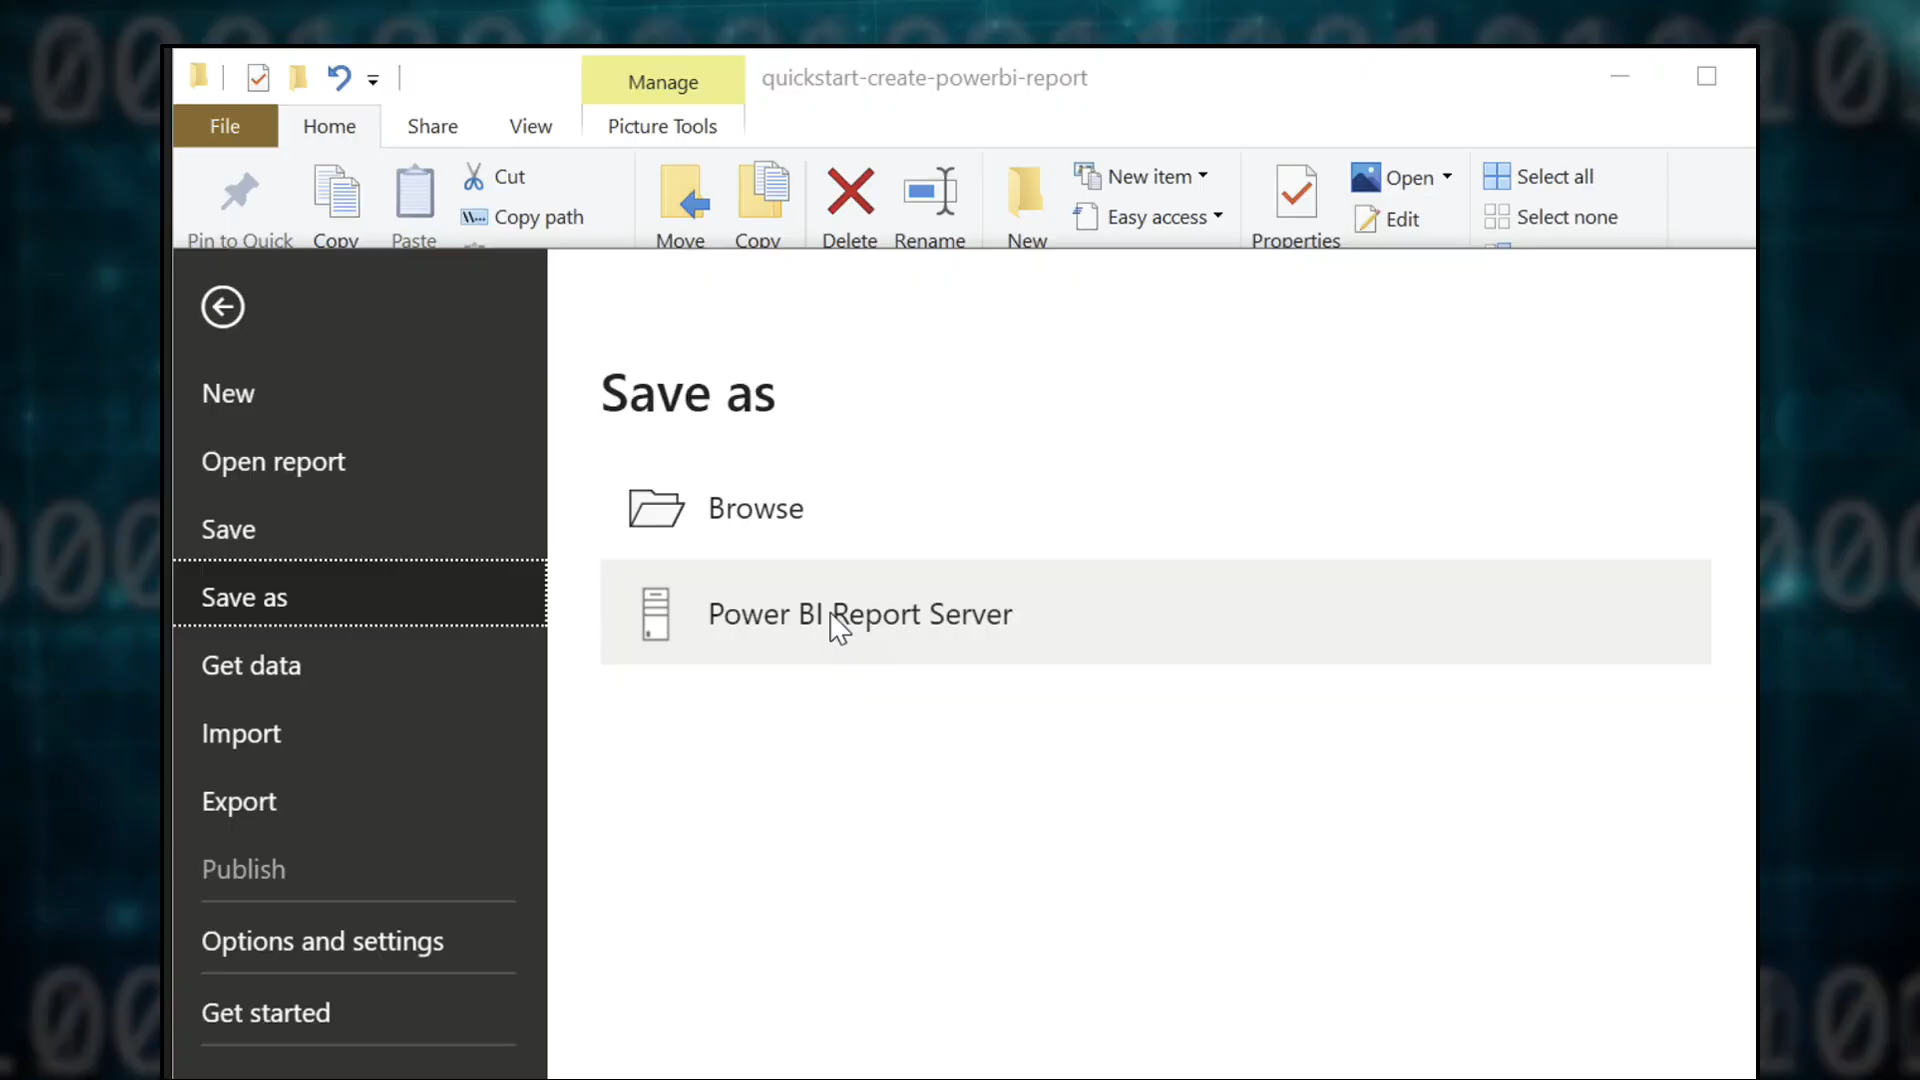 Manage
quickstart-create-powerbi-report
File
Home
Share
View
Picture Tools
Pin to Quick
Copy
Paste
Cut
Copy path
Move
Copy
Delete
Rename
New
New item
Easy access
Properties
Open
Edit
Select all
Select none
New
Open report
Save
Save as
Get data
Import
Export
Publish
Options and settings
Get started
Save as
Browse
Power BI Report Server